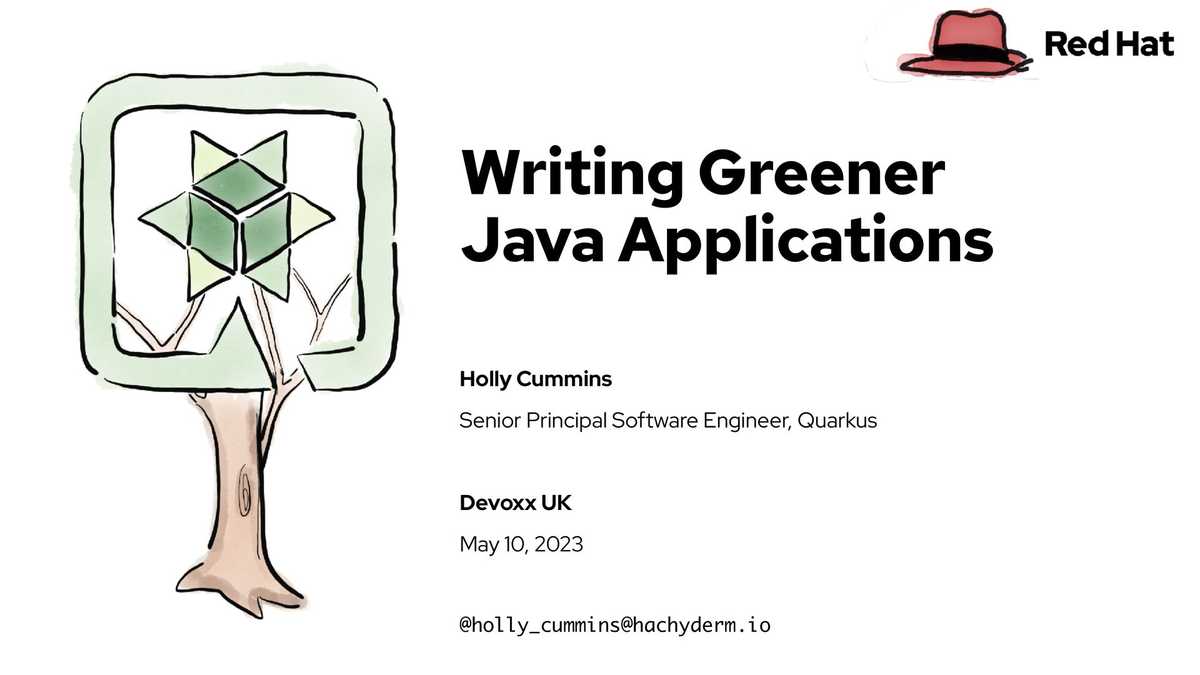 Red Hat
Writing Greener
Java Applications
Holly Cummins
Senior Principal Software Engineer, Quarkus
Devoxx UK
May 10, 2023
@holly_cummins@hachyderm.io